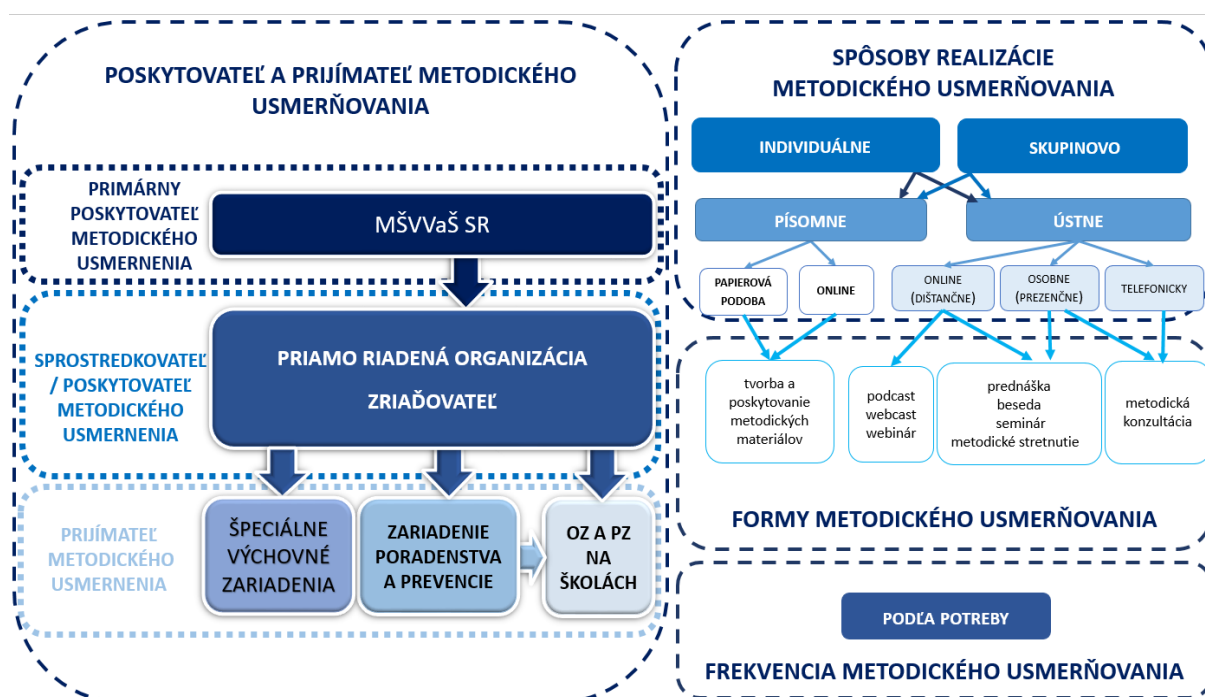 POSKYTOVATEĽ A PRIJÍMATEĽ METODICKÉHO
USMERŇOVANIA
PRIMÁRNY
POSKYTOVATEĽ
METODICKÉHO
USMERNENIA
MŠVVaŠ SR
SPROSTREDKOVATEĽ
/ POSKYTOVATEĽ
METODICKÉHO
USMERNENIA
PRIAMO RIADENÁ ORGANIZÁCIA
ZRIAĎOVATEĽ
PRIJÍMATEĽ
METODICKÉHO
USMERNENIA
ŠPECIÁLNE
VÝCHOVNÉ
ZARIADENIA
ZARIADENIE
PORADENSTVA
A PREVENCIE
OZ A PZ
NA
ŠKOLÁCH
SPÔSOBY REALIZÁCIE
METODICKÉHO USMERŇOVANIA
INDIVIDUÁLNE
SKUPINOVO
PÍSOMNE
ÚSTNE
PAPIEROVÁ
PODOBA
ONLINE
ONLINE
(DIŠTANČNE)
OSOBNE
(PREZENČNE)
TELEFONICKY
tvorba a
poskytovanie
metodických
materiálov
podcast
webcast
webinár
prednáška
beseda
seminár
metodické stretnutie
metodická
konzultácia
FORMY METODICKÉHO USMERŇOVANIA
PODĽA POTREBY
FREKVENCIA METODICKÉHO USMERŇOVANIA